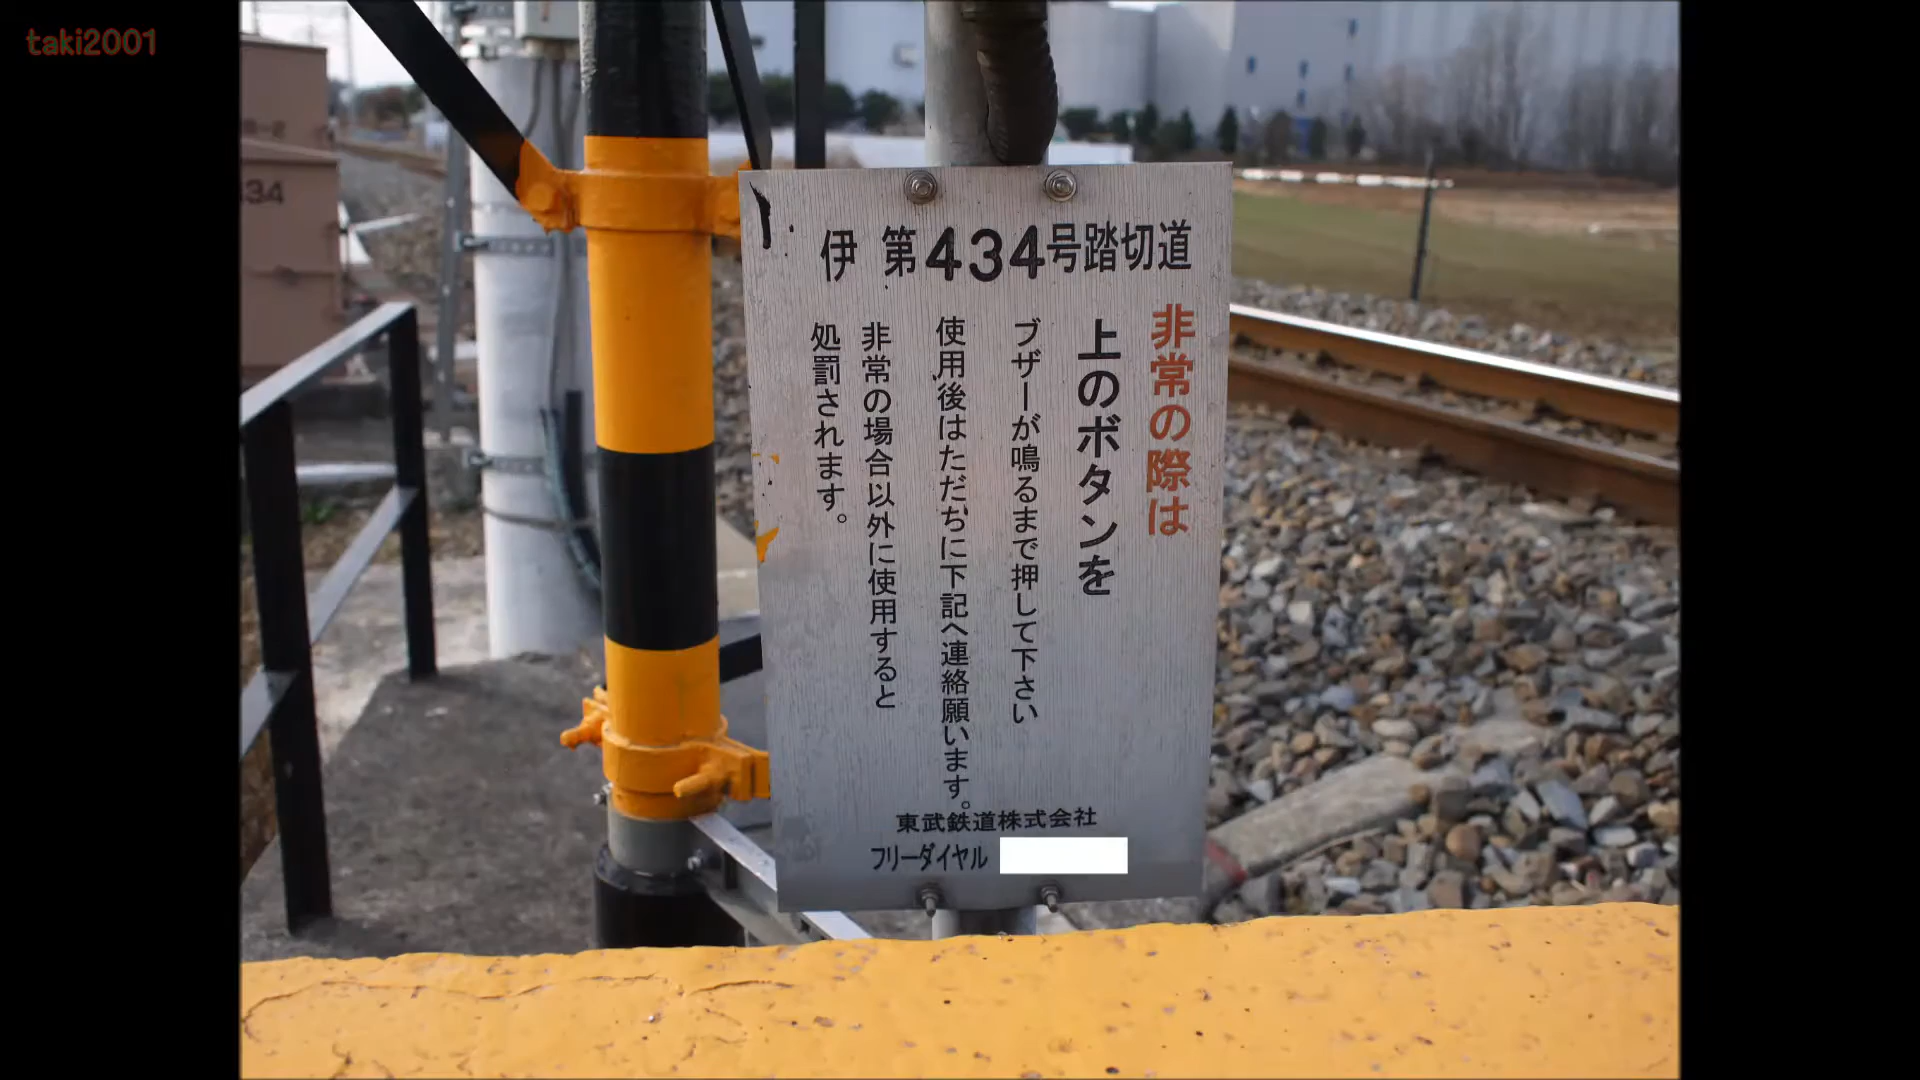 taki2001
434
伊 第434号踏切道
非常の際は
上のボタンを
ブザーが鳴るまで押して下さい
使用後はただちに下記へ連絡願います。
非常の場合以外に使用すると
処罰されます。
東武鉄道株式会社
フリーダイヤル